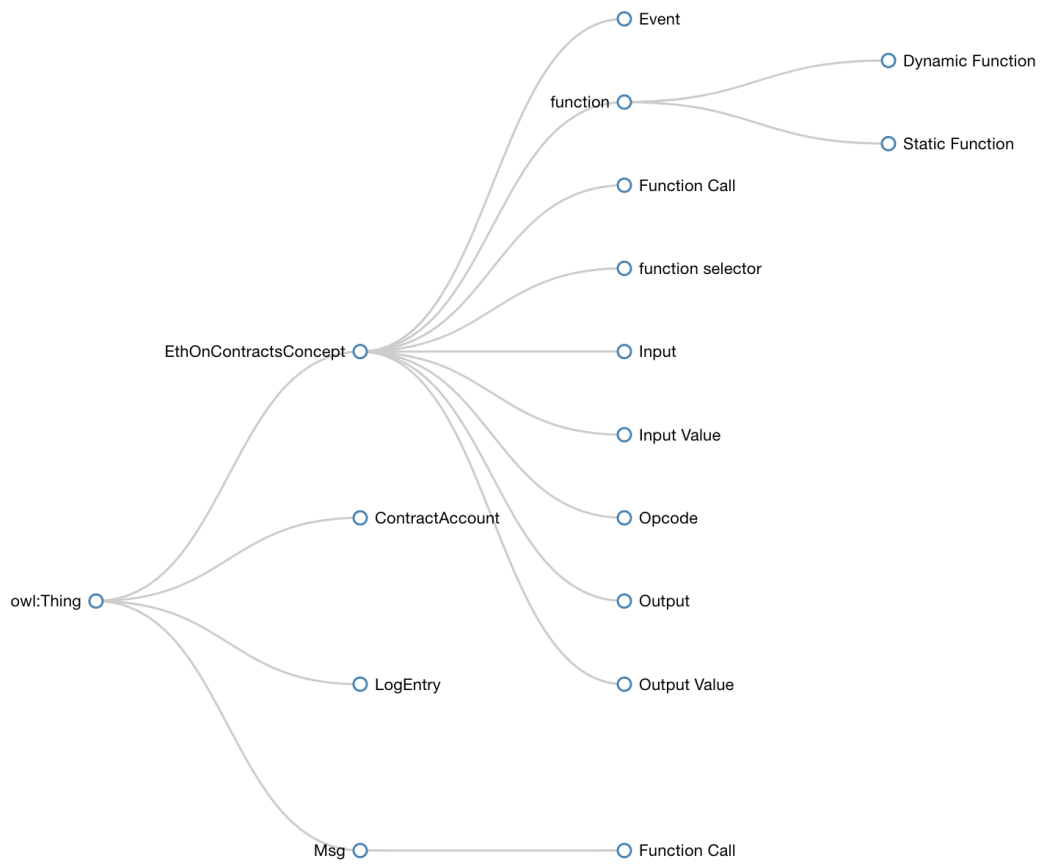 Event
Dynamic Function
function
Static Function
Function Call
function selector
EthOnContractsConcept
Input
Input Value
ContractAccount
Opcode
owl:Thing
Output
LogEntry
Output Value
Msg
Function Call